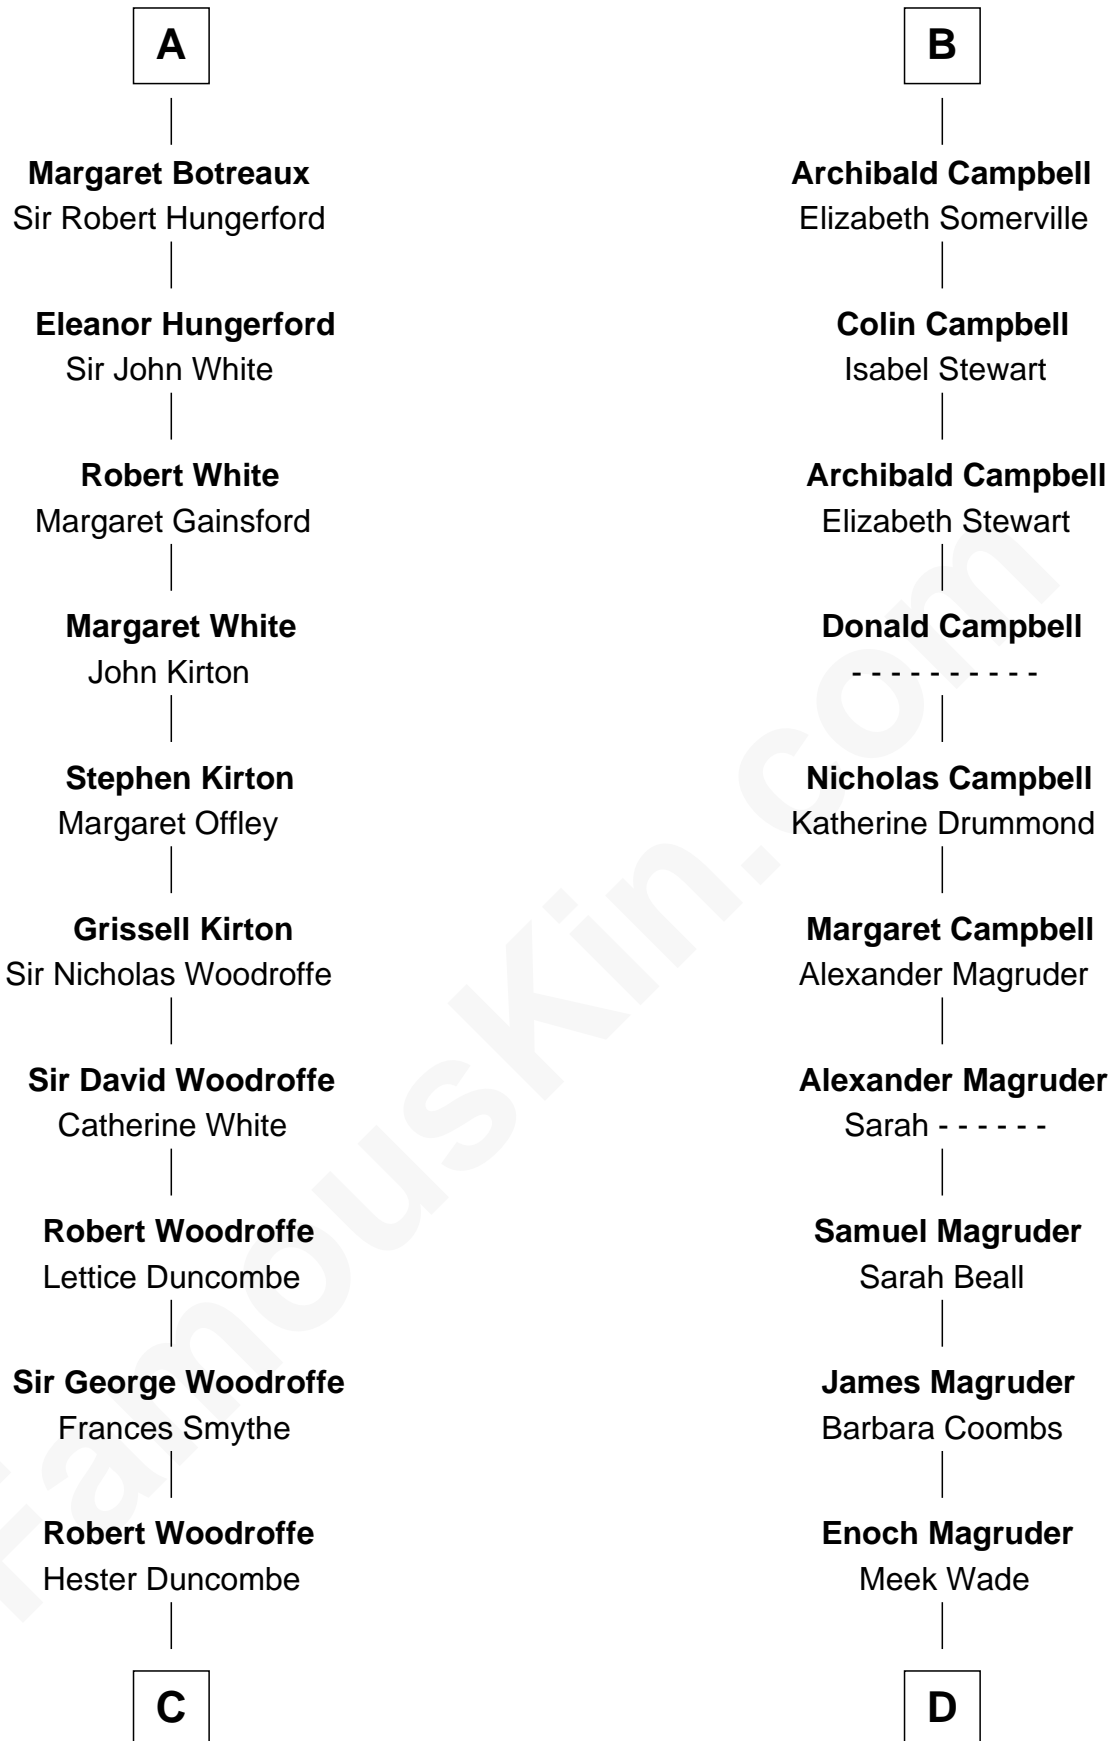 A
Margaret Botreaux
Sir Robert Hungerford
Eleanor Hungerford
Sir John White
Robert White
Margaret Gainsford
Margaret White
John Kirton
Stephen Kirton
Margaret Offley
Grissell Kirton
Sir Nicholas Woodroffe
Sir David Woodroffe
Catherine White
Robert Woodroffe
Lettice Duncombe
Sir George Woodroffe
Frances Smythe
Robert Woodroffe
Hester Duncombe
C
B
Archibald Campbell
Elizabeth Somerville
Colin Campbell
Isabel Stewart
Archibald Campbell
Elizabeth Stewart
Donald Campbell
- - - - - - - - - -
Nicholas Campbell
Katherine Drummond
Margaret Campbell
Alexander Magruder
Alexander Magruder
Sarah - - - - - -
Samuel Magruder
Sarah Beall
James Magruder
Barbara Coombs
Enoch Magruder
Meek Wade
D
FamousKin.com